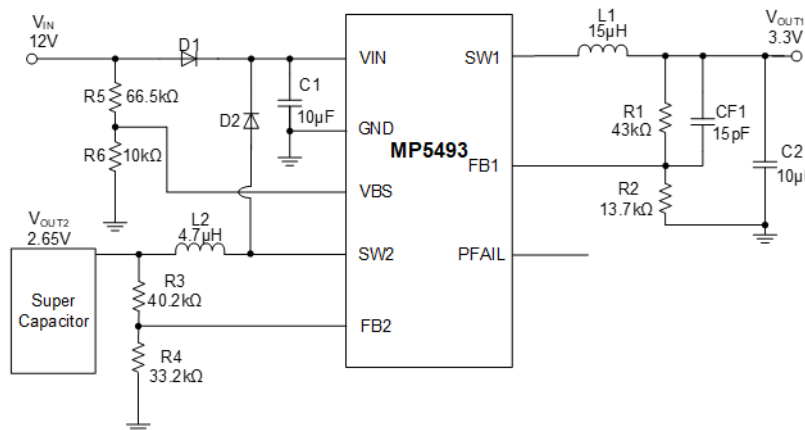 VIN
12V
D1
R5
66.5kΩ
R6
10kΩ
D2
C1
10µF
VIN
GND
VBS
SW2
FB2
MP5493
SW1
FB1
PFAIL
L1
15µH
VOUT1
3.3V
R1
43kΩ
CF1
15pF
C2
10µF
R2
13.7kΩ
VOUT2
2.65V
L2
4.7µH
R3
40.2kΩ
R4
33.2kΩ
Super
Capacitor